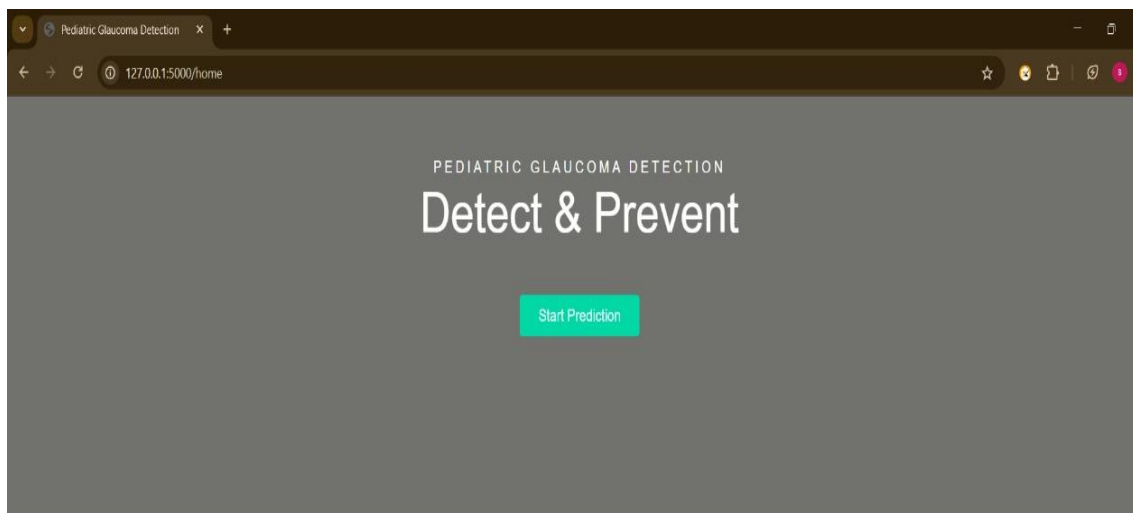 Pediatric Glaucoma Detection
127.0.0.1:5000/home
PEDIATRIC GLAUCOMA DETECTION
Detect & Prevent
Start Prediction